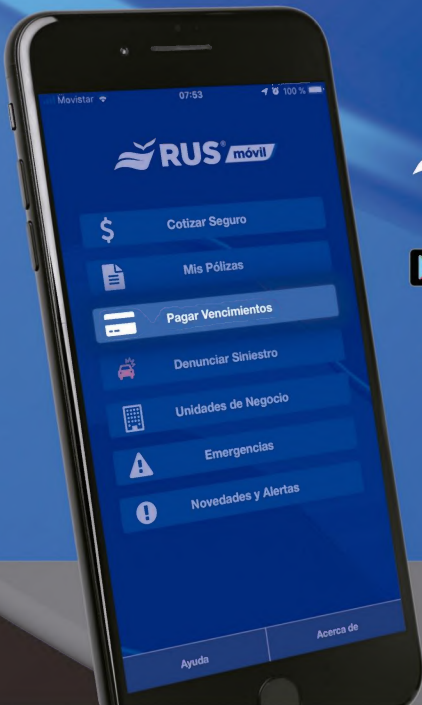 Movistar 07:53 100 %
RUS® móvil
Cotizar Seguro
Mis Pólizas
Pagar Vencimientos
Denunciar Siniestro
Unidades de Negocio
Emergencias
Novedades y Alertas
Ayuda Acerca de